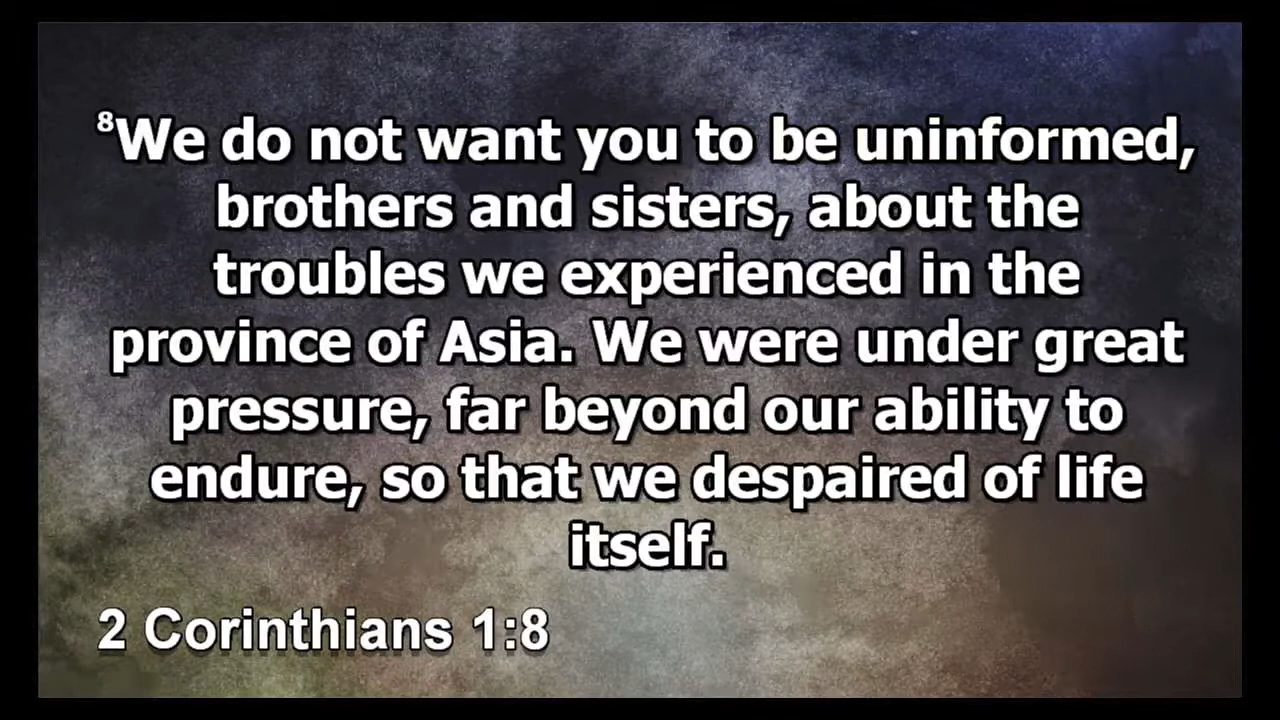 ⁸We do not want you to be uninformed,
brothers and sisters, about the
troubles we experienced in the
province of Asia. We were under great
pressure, far beyond our ability to
endure, so that we despaired of life
itself.
2 Corinthians 1:8